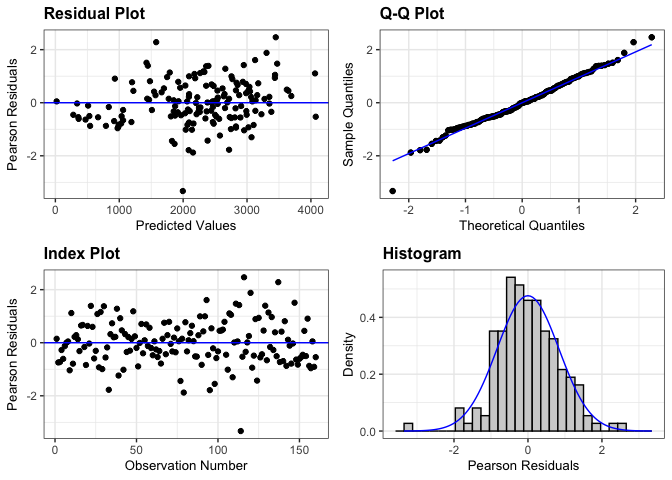 Residual Plot
Pearson Residuals
2
0
-2
0
1000
2000
3000
4000
Predicted Values
Q-Q Plot
Sample Quantiles
2
0
-2
-2
-1
0
1
2
Theoretical Quantiles
Index Plot
Pearson Residuals
2
0
-2
0
50
100
150
Observation Number
Histogram
Density
0.4
0.2
0.0
-2
0
2
Pearson Residuals